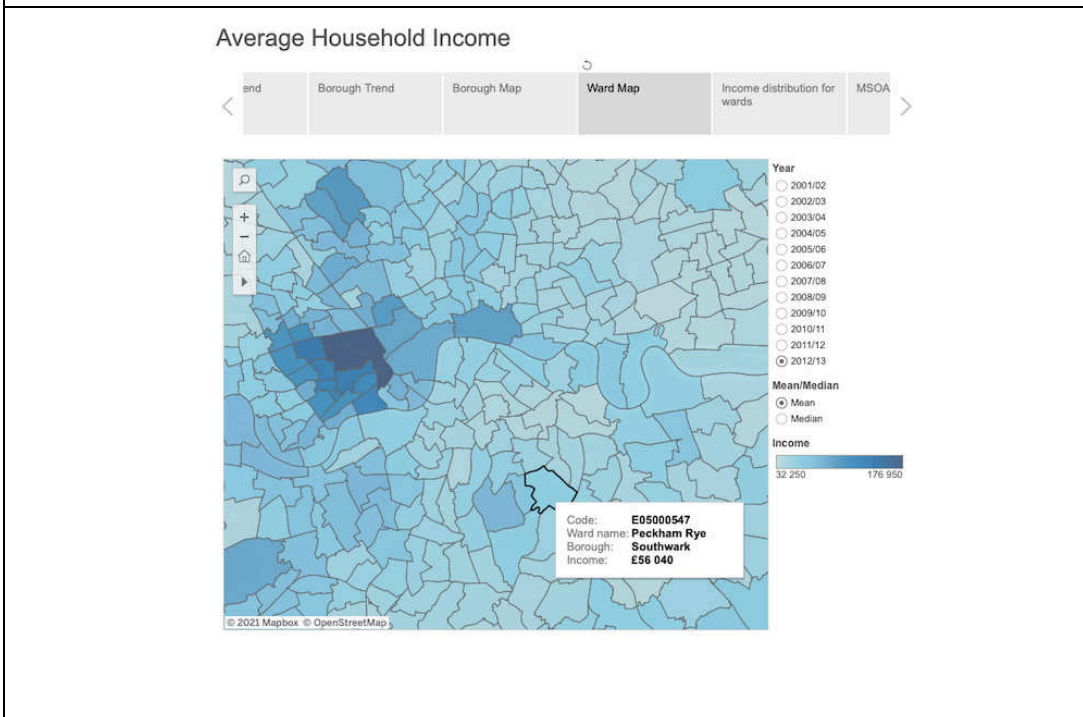 Average Household Income
end
Borough Trend
Borough Map
Ward Map
Income distribution for
wards
MSOA
Year
2001/02
2002/03
2003/04
2004/05
2005/06
2006/07
2007/08
2008/09
2009/10
2010/11
2011/12
2012/13
Mean/Median
Mean
Median
Income
32 250 176 950
Code: E05000547
Ward name: Peckham Rye
Borough: Southwark
Income: £56 040
© 2021 Mapbox © OpenStreetMap